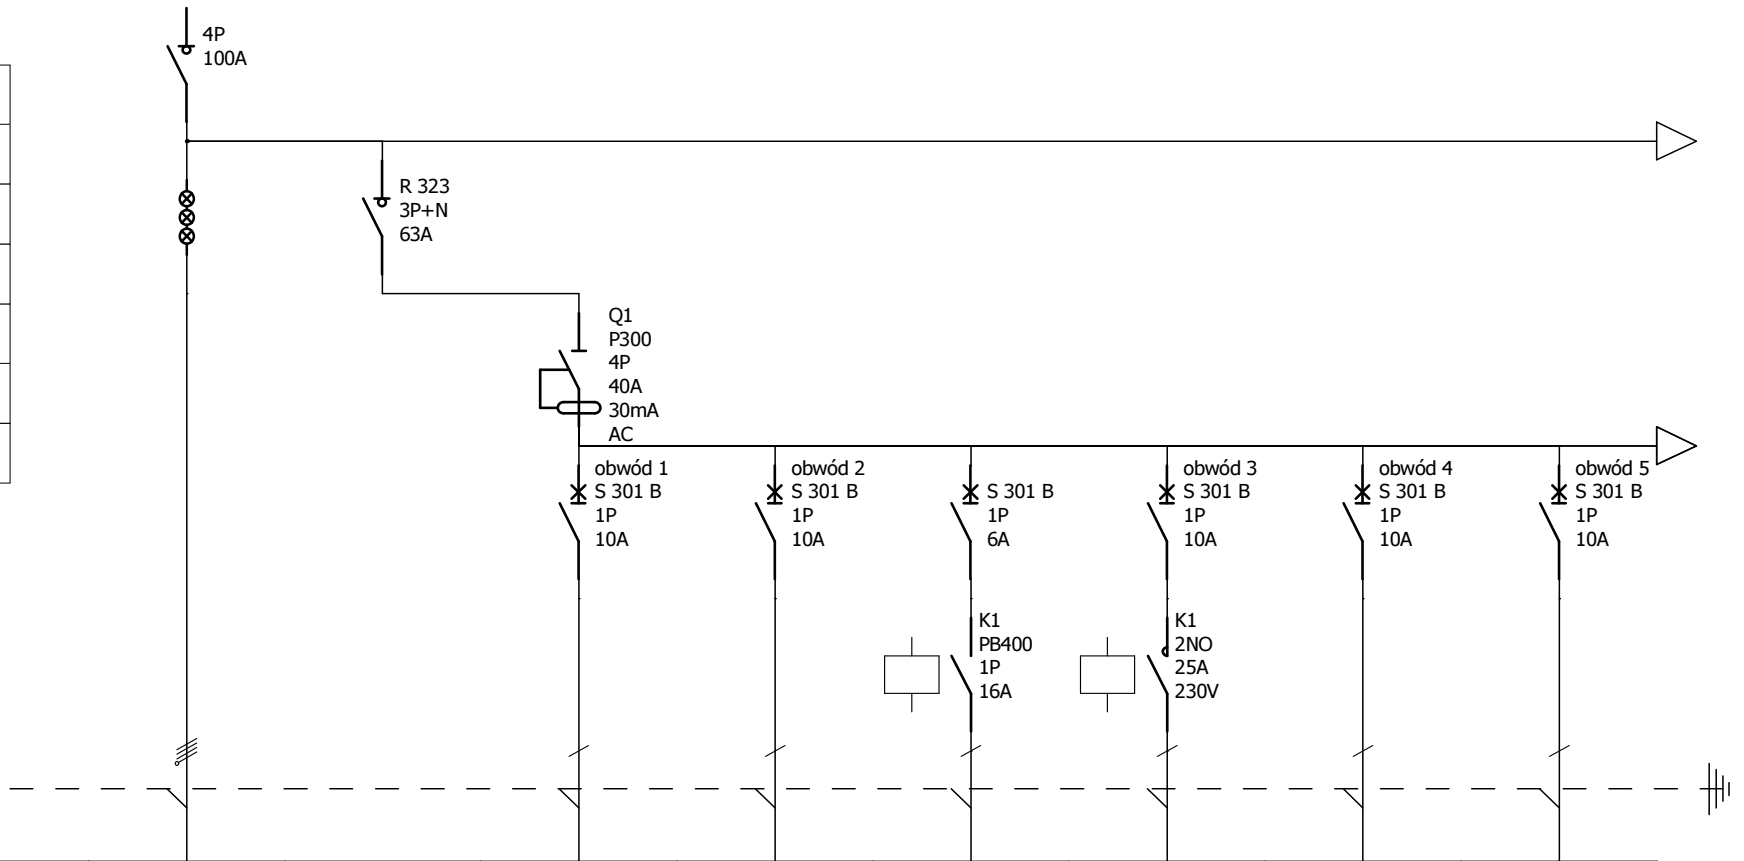 4P
100A
R 323
3P+N
63A
Q1
P300
4P
40A
30mA
AC
obwód 1
S 301 B
1P
10A
obwód 2
S 301 B
1P
10A
S 301 B
1P
6A
obwód 3
S 301 B
1P
10A
obwód 4
S 301 B
1P
10A
obwód 5
S 301 B
1P
10A
K1
PB400
1P
16A
K1
2NO
25A
230V